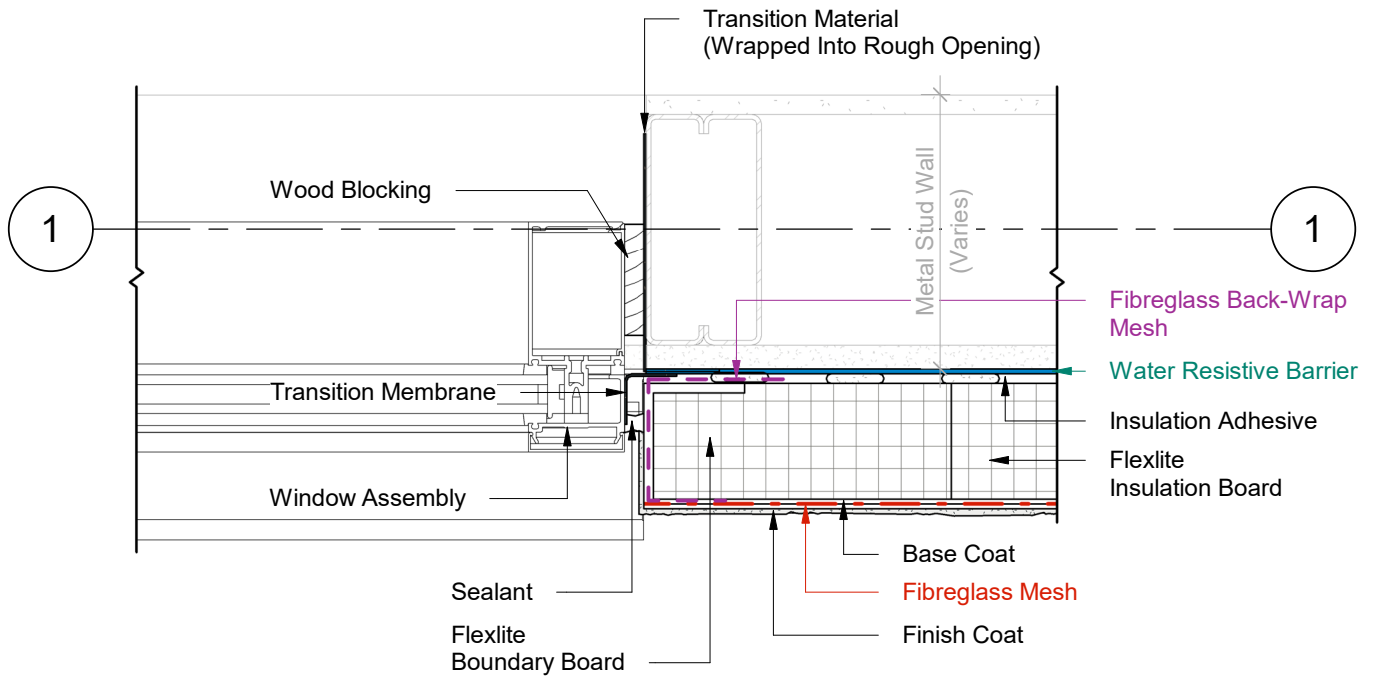 Transition Material
(Wrapped Into Rough Opening)
Wood Blocking
1
1
Metal Stud Wall
(Varies)
Fibreglass Back-Wrap
Mesh
Water Resistive Barrier
Transition Membrane
Insulation Adhesive
Flexlite
Insulation Board
Window Assembly
Base Coat
Sealant
Fibreglass Mesh
Flexlite
Boundary Board
Finish Coat